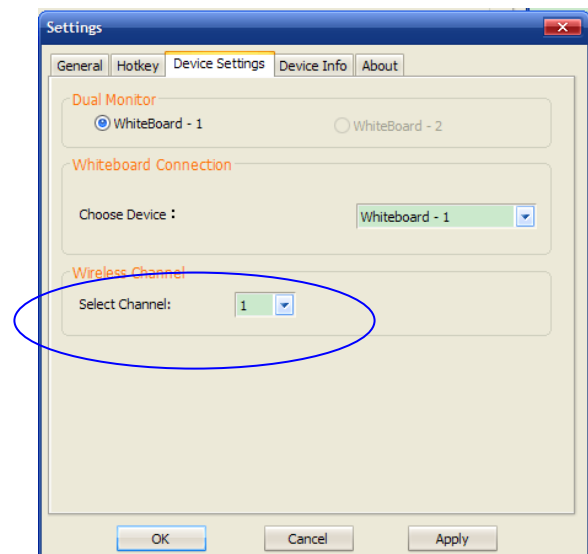 Settings
General Hotkey Device Settings Device Info About
Dual Monitor
WhiteBoard - 1 WhiteBoard - 2
Whiteboard Connection
Choose Device : Whiteboard - 1
Wireless Channel
Select Channel: 1
OK Cancel Apply